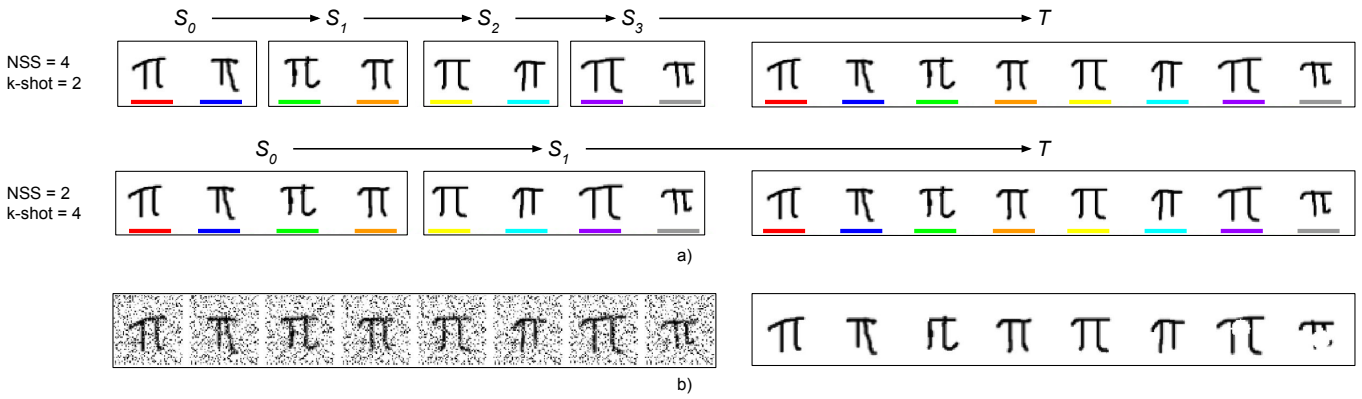 S₀ S₁ S₂ S₃ T
NSS = 4
k-shot = 2
π π π π π π π π π π π π π π π π
S₀ S₁ T
NSS = 2
k-shot = 4
π π π π π π π π π π π π π π π π
a)
π π π π π π π π π π π π π π π π
b)